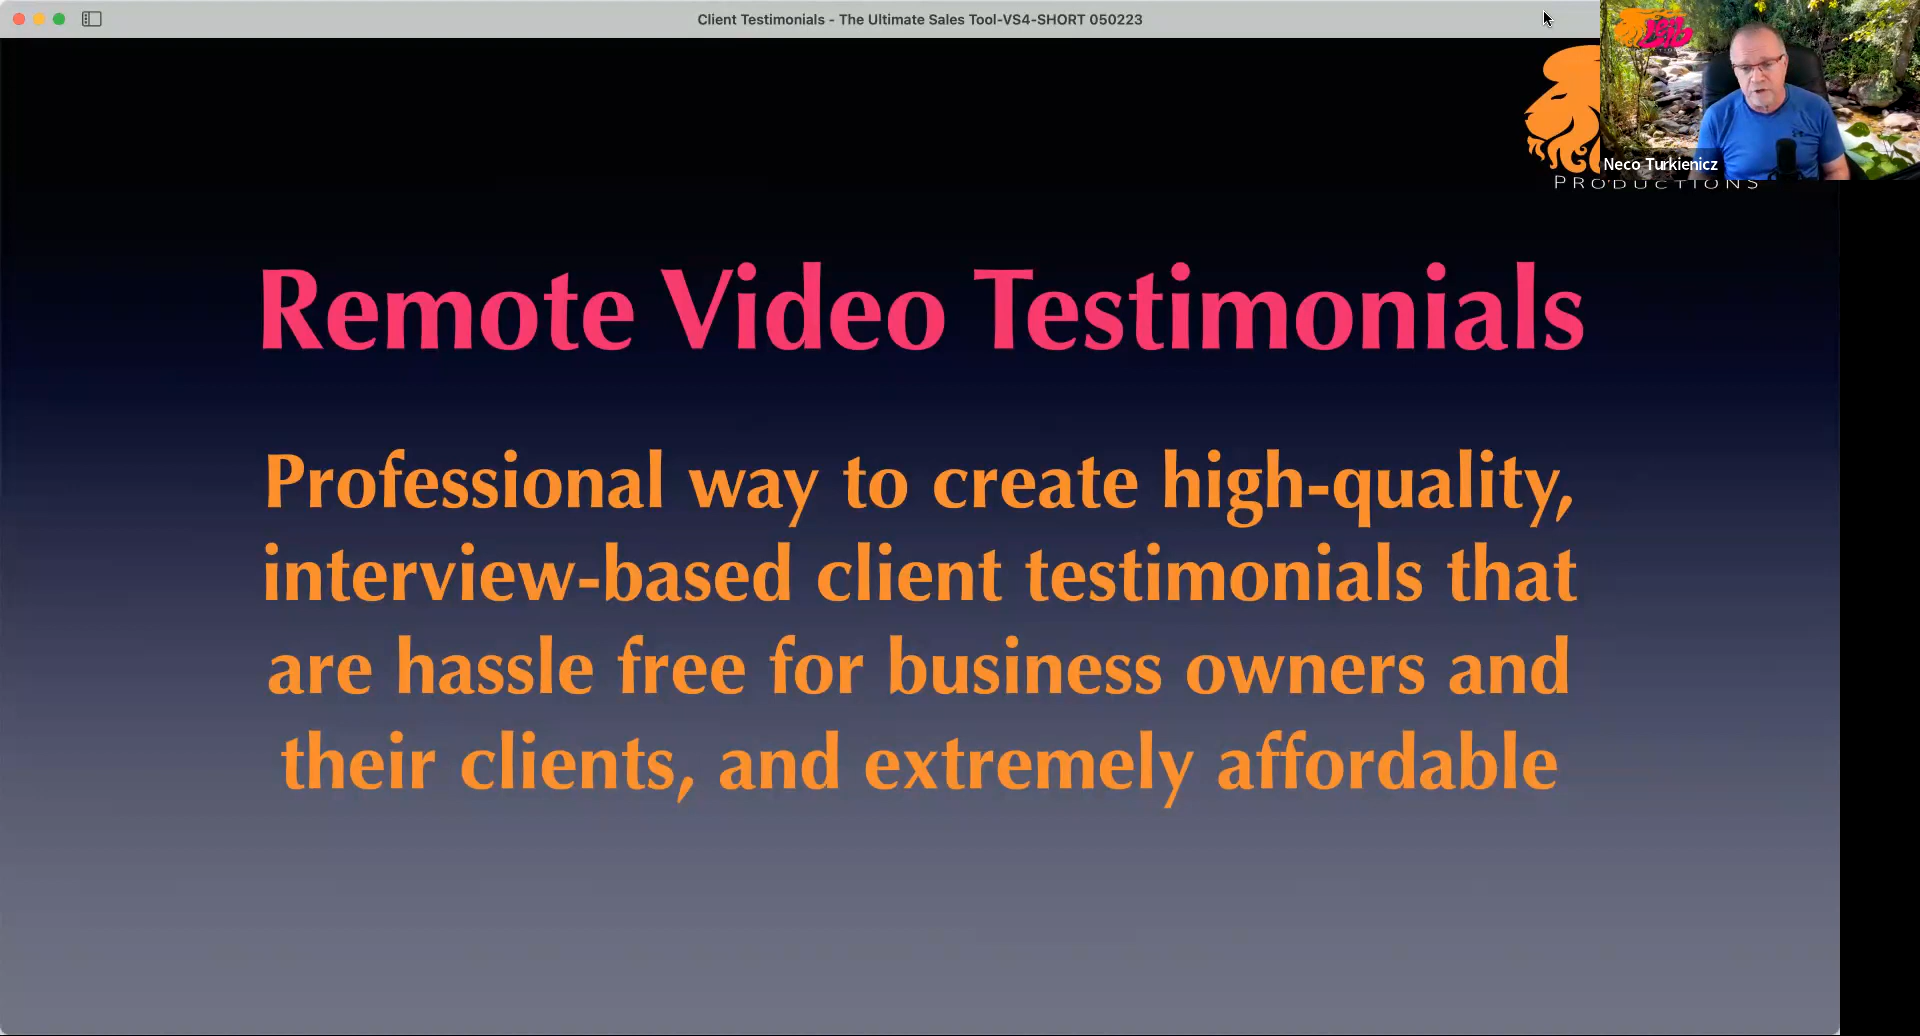 Client Testimonials - The Ultimate Sales Tool-VS4-SHORT 050223
Neco Turkienicz
PRODUCTIONS
Remote Video Testimonials
Professional way to create high-quality,
interview-based client testimonials that
are hassle free for business owners and
their clients, and extremely affordable